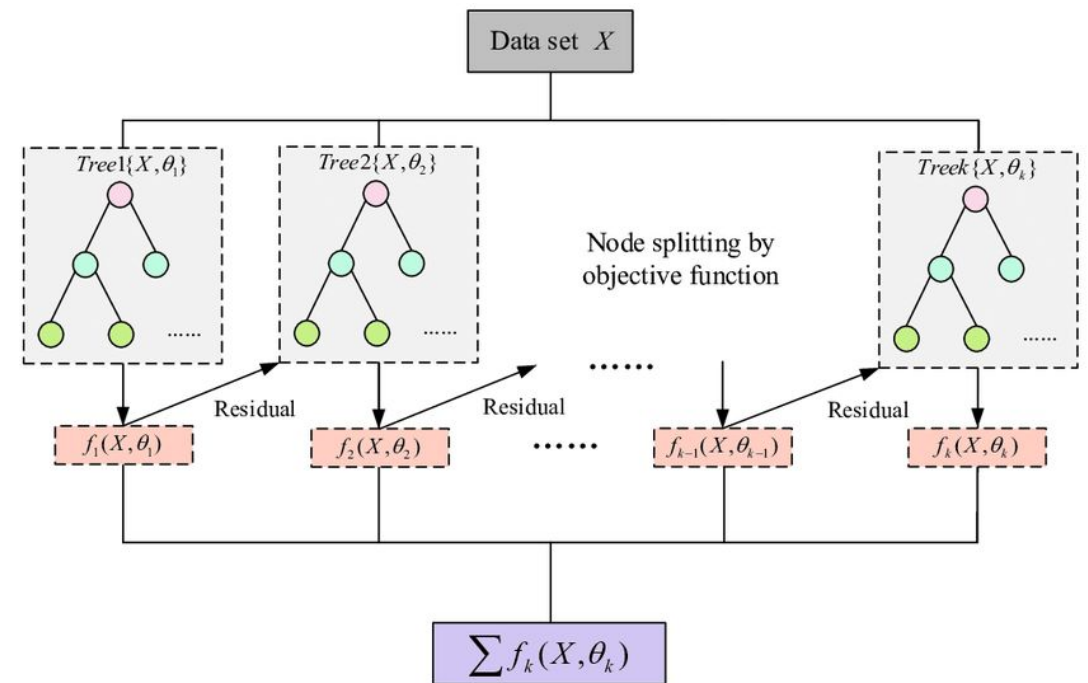 Data set X
Tree1{X,θ₁}
Tree2{X,θ₂}
Treek{X,θₖ}
Node splitting by
objective function
......
......
......
......
Residual
Residual
Residual
f₁(X,θ₁)
f₂(X,θ₂)
......
fₖ₋₁(X,θₖ₋₁)
fₖ(X,θₖ)
∑fₖ(X,θₖ)